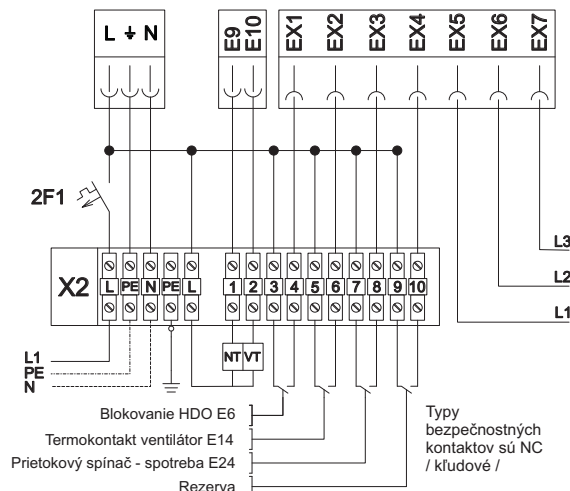 L ⏚ N
E9
E10
EX1
EX2
EX3
EX4
EX5
EX6
EX7
2F1
L3
L2
L1
X2
L PE N PE L 1 2 3 4 5 6 7 8 9 10
NT VT
L1
PE
N
Blokovanie HDO E6
Termokontakt ventilátor E14
Prietokový spínač - spotreba E24
Rezerva
Typy
bezpečnostných
kontaktov sú NC
/ kľudové /